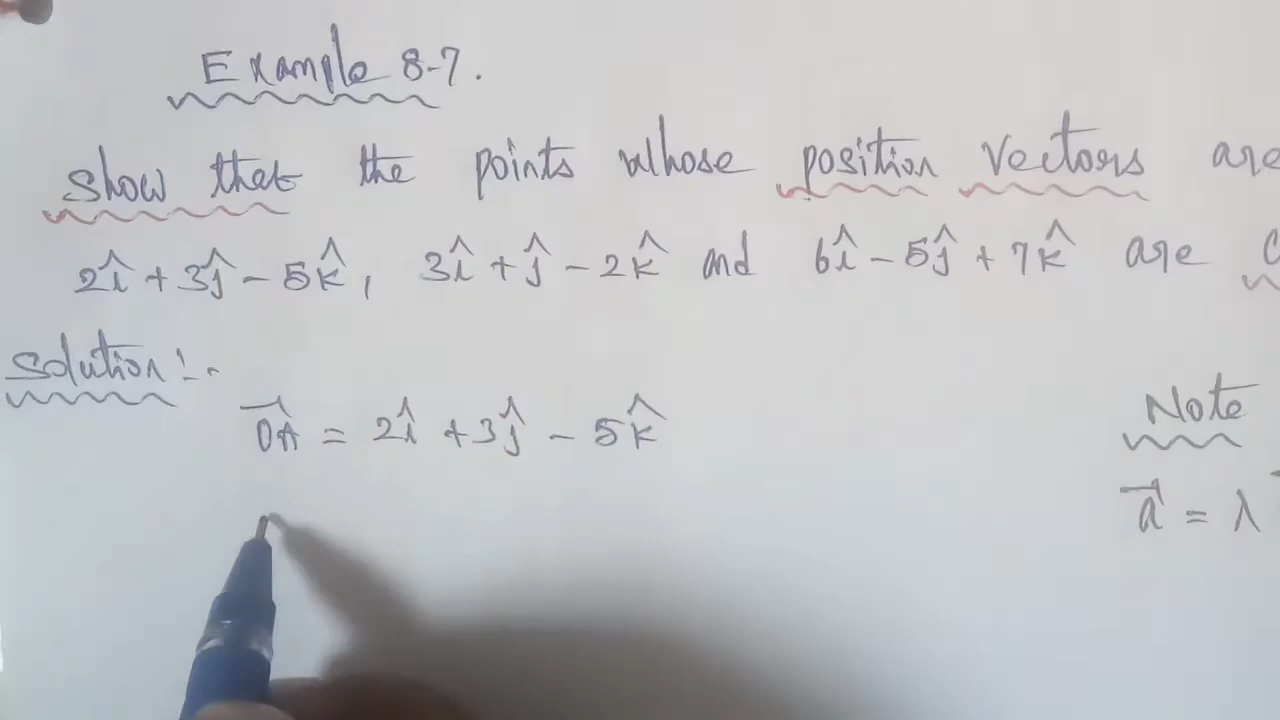 Example 8-7.
Show that the points whose position vectors are
2î + 3ĵ - 5k̂, 3î + ĵ - 2k̂ and 6î - 5ĵ + 7k̂ are
Solution:-
Note
O⃗A⃗ = 2î + 3ĵ - 5k̂
a⃗ = λ